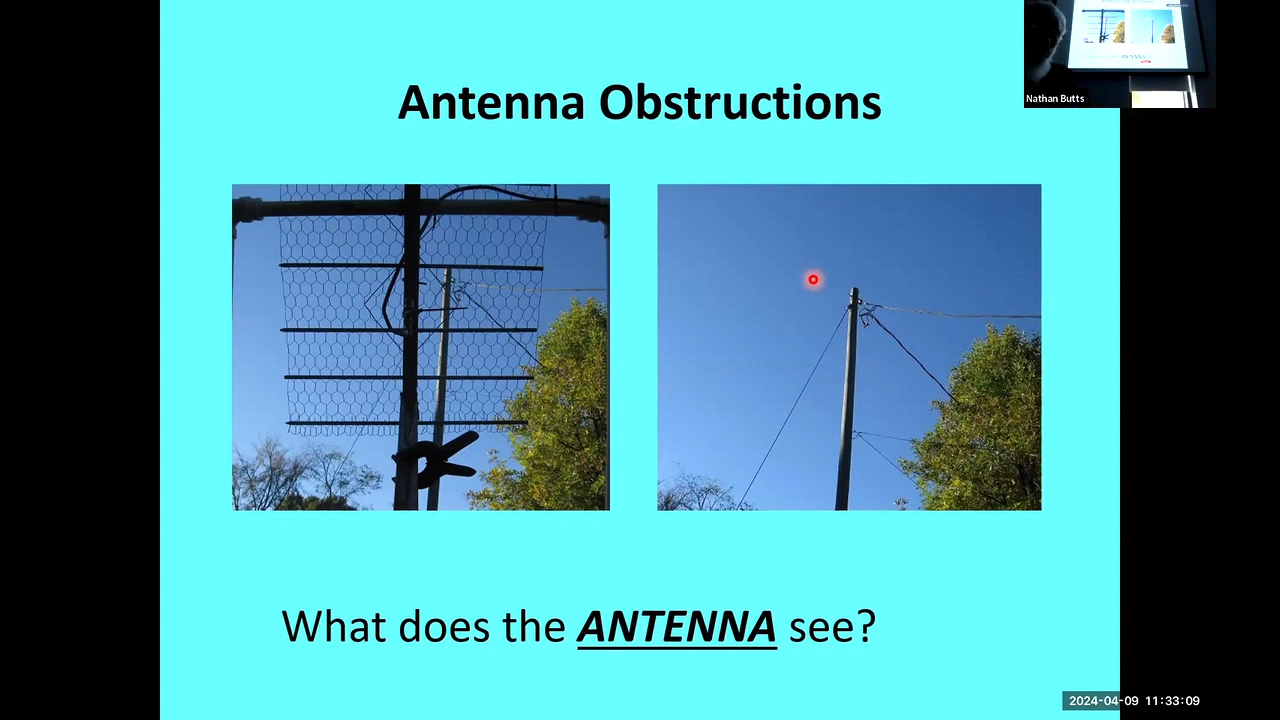 Antenna Obstructions
Nathan Butts
What does the ANTENNA see?
2024-04-09 11:33:09